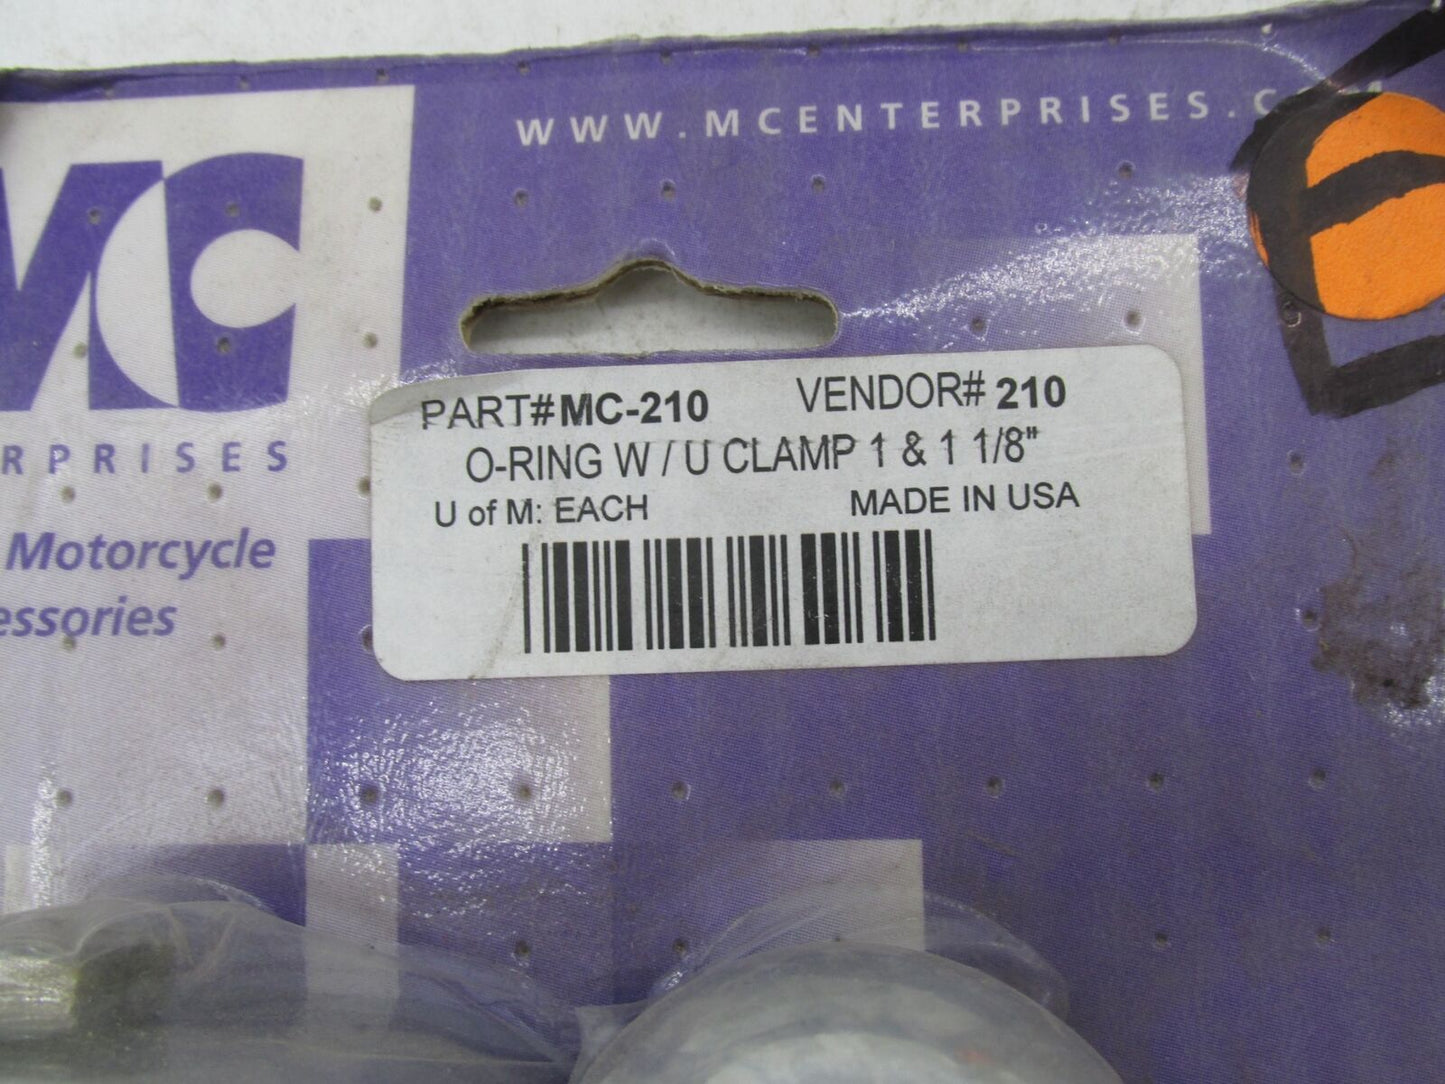 WWW.MCENTERPRISES.
MC
RPRISES
Motorcycle
essories
PART#MC-210 VENDOR# 210
O-RING W / U CLAMP 1 & 1 1/8"
U of M: EACH MADE IN USA